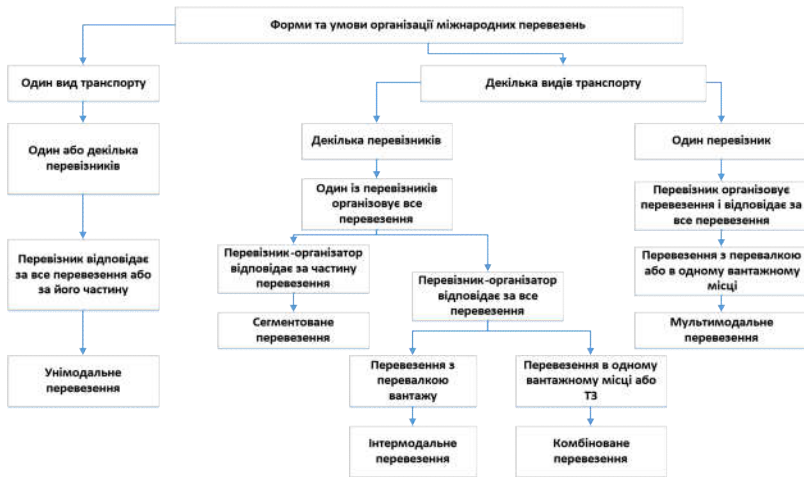 Форми та умови організації міжнародних перевезень
Один вид транспорту
Декілька видів транспорту
Один або декілька
перевізників
Декілька перевізників
Один перевізник
Один із перевізників
організовує все
перевезення
Перевізник організовує
перевезення і відповідає за
все перевезення
Перевізник відповідає
за все перевезення або
за його частину
Перевізник-організатор
відповідає за частину
перевезення
Перевізник-організатор
відповідає за все
перевезення
Перевезення з перевалкою
або в одному вантажному
місці
Сегментоване
перевезення
Мультимодальне
перевезення
Унімодальне
перевезення
Перевезення з
перевалкою
вантажу
Перевезення в одному
вантажному місці або
ТЗ
Інтермодальне
перевезення
Комбіноване
перевезення